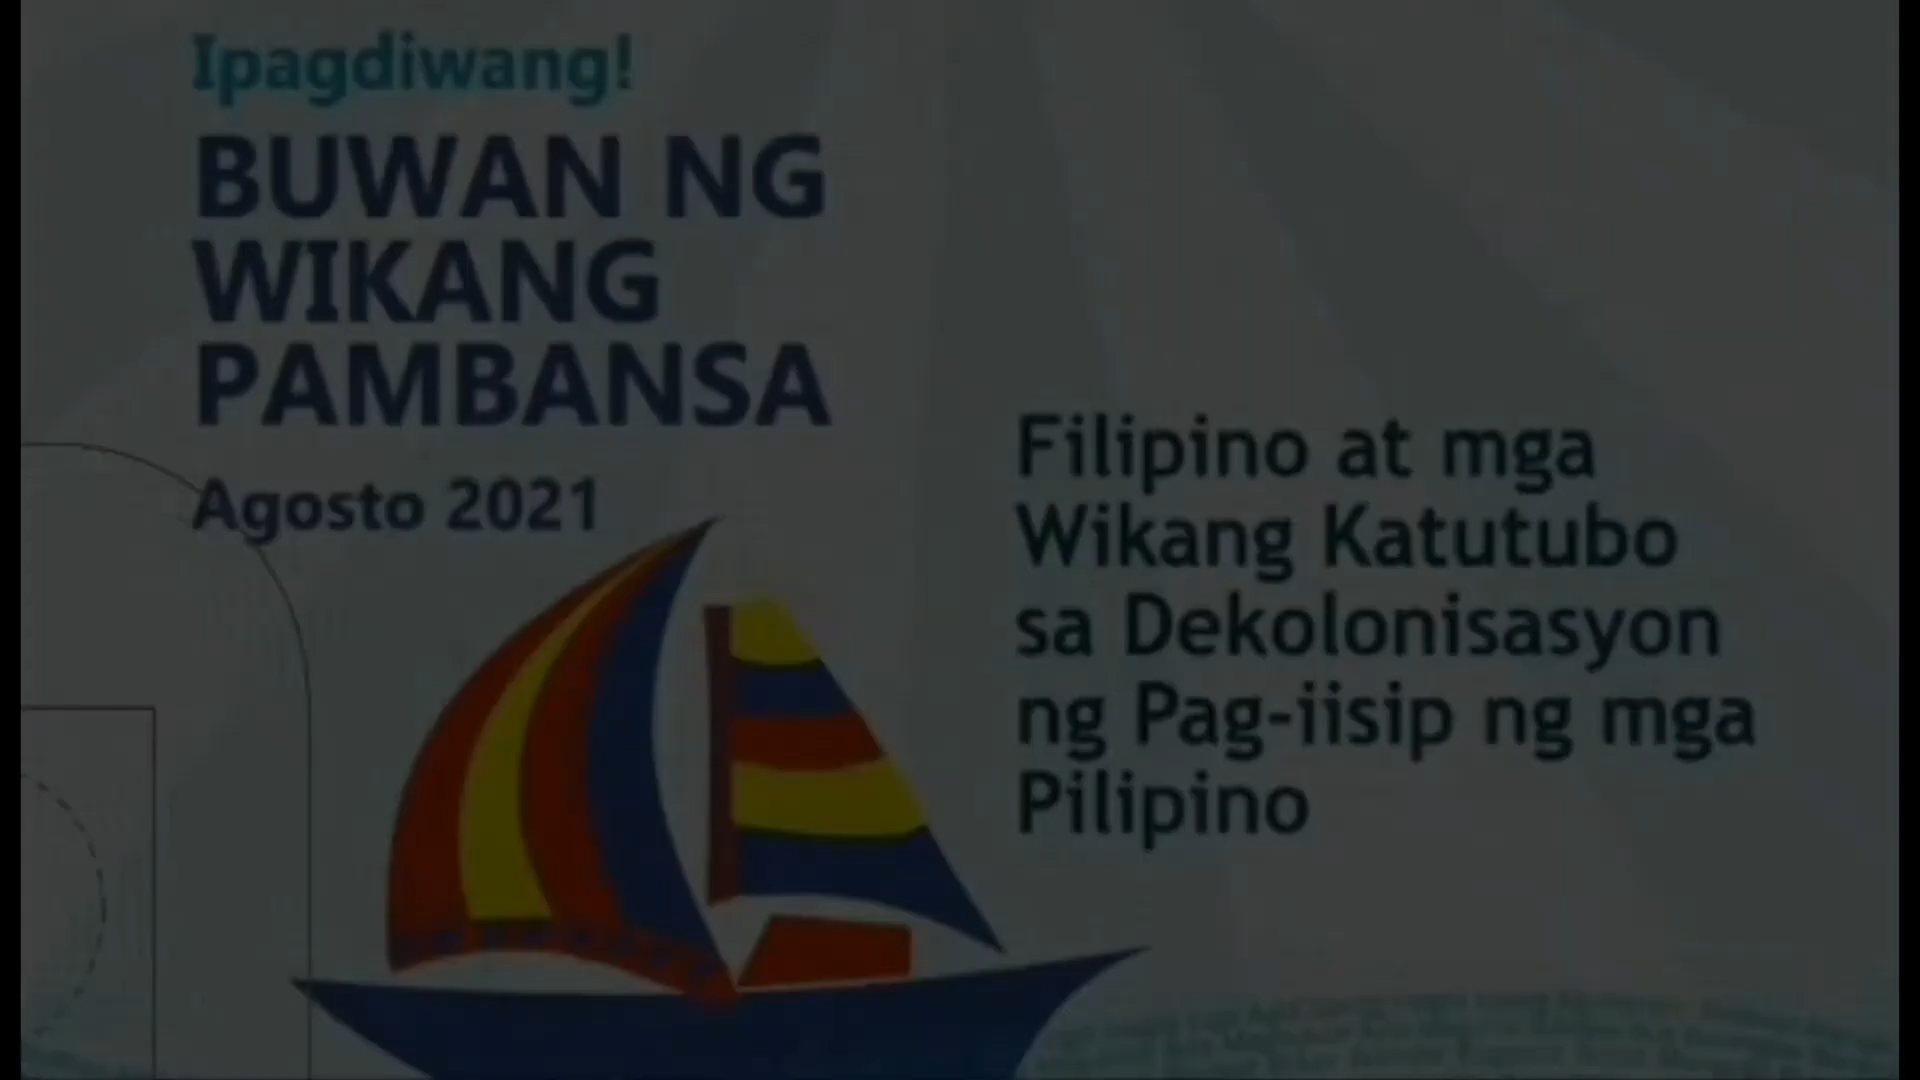 Ipagdiwang!
BUWAN NG
WIKANG
PAMBANSA
Agosto 2021
Filipino at mga
Wikang Katutubo
sa Dekolonisasyon
ng Pag-iisip ng mga
Pilipino